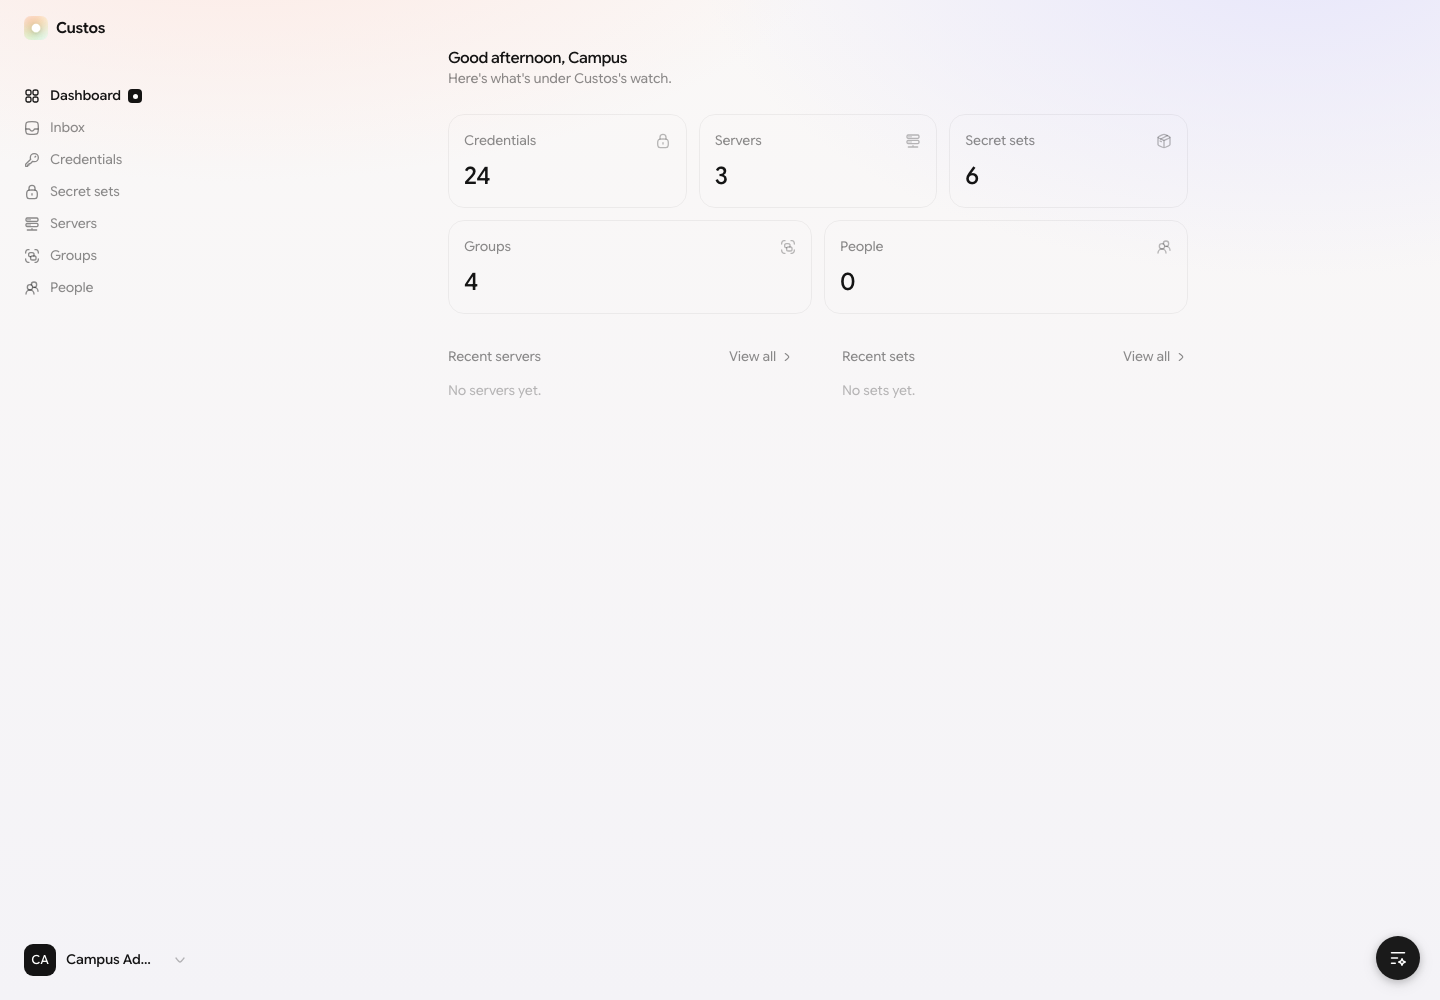 Custos
Dashboard
Inbox
Credentials
Secret sets
Servers
Groups
People
Good afternoon, Campus
Here's what's under Custos's watch.
Credentials
24
Servers
3
Secret sets
6
Groups
4
People
0
Recent servers
View all
No servers yet.
Recent sets
View all
No sets yet.
CA
Campus Ad...